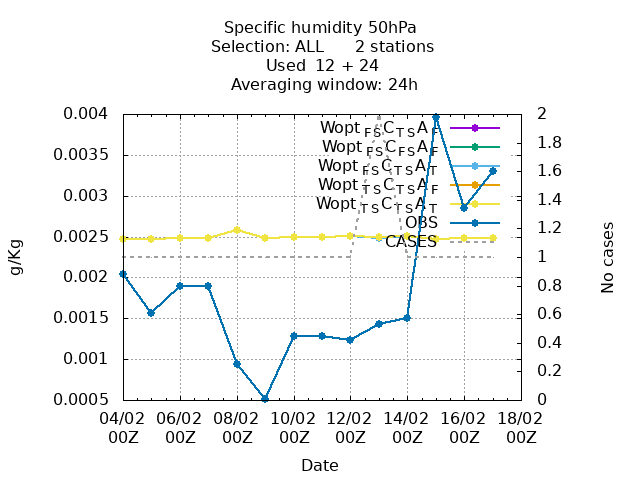 Specific humidity 50hPa
Selection: ALL 2 stations
Used 12 + 24
Averaging window: 24h
0.004
0.0035
0.003
0.0025
0.002
0.0015
0.001
0.0005
g/Kg
2
1.8
1.6
1.4
1.2
1
0.8
0.6
0.4
0.2
0
No cases
Wopt FS C TS A F
Wopt FS C FS A F
Wopt FS C TS A T
Wopt TS C TS A F
Wopt TS C TS A T
OBS
CASES
04/02 06/02 08/02 10/02 12/02 14/02 16/02 18/02
00Z 00Z 00Z 00Z 00Z 00Z 00Z 00Z
Date